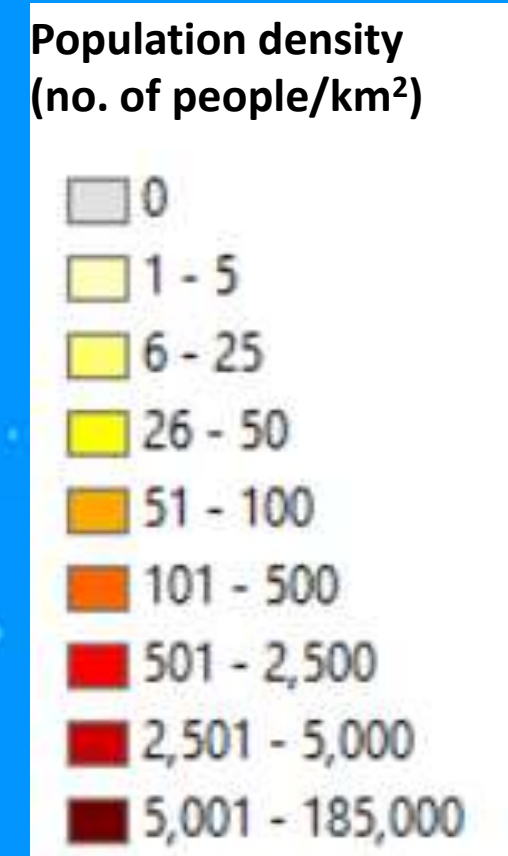 Population density
(no. of people/km²)
0
1 - 5
6 - 25
26 - 50
51 - 100
101 - 500
501 - 2,500
2,501 - 5,000
5,001 - 185,000